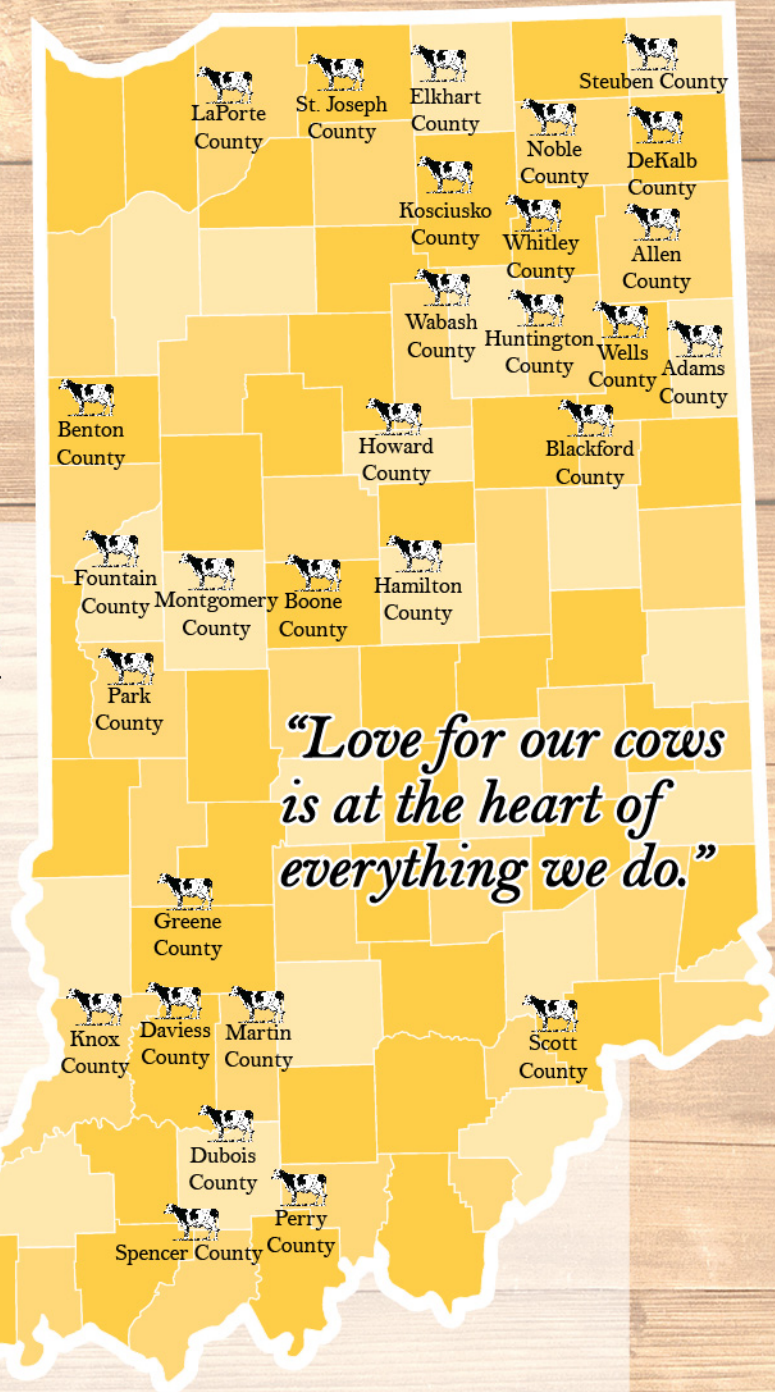 Steuben County
LaPorte
County
St. Joseph
County
Elkhart
County
Noble
County
DeKalb
County
Kosciusko
County
Whitley
County
Allen
County
Wabash
County
Huntington
County
Wells
County
Adams
County
Benton
County
Howard
County
Blackford
County
Fountain
County
Montgomery
County
Boone
County
Hamilton
County
Park
County
“Love for our cows
is at the heart of
everything we do.”
Greene
County
Knox
County
Daviess
County
Martin
County
Scott
County
Dubois
County
Perry
County
Spencer County